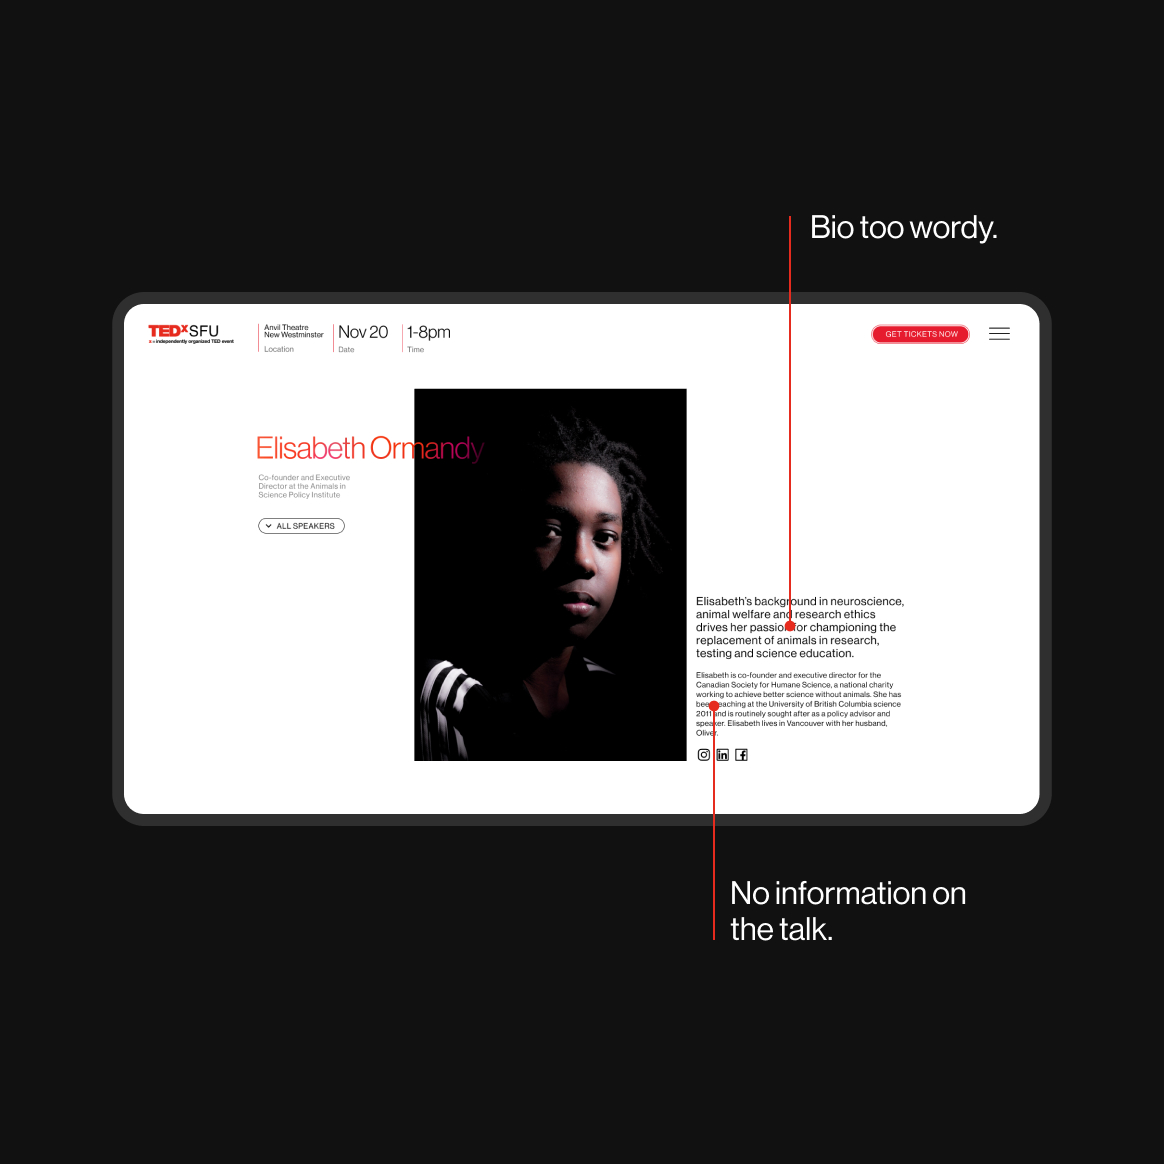 Bio too wordy.
TEDxSFU
x = independently organized TED event
Anvil Theatre
New Westminster
Location
Nov 20
Date
1-8pm
Time
GET TICKETS NOW
Elisabeth Ormandy
Co-founder and Executive
Director at the Animals in
Science Policy Institute
ALL SPEAKERS
Elisabeth's background in neuroscience,
animal welfare and research ethics
drives her passion for championing the
replacement of animals in research,
testing and science education.
Elisabeth is co-founder and executive director for the
Canadian Society for Humane Science, a national charity
working to achieve better science without animals. She has
been teaching at the University of British Columbia science
2011 and is routinely sought after as a policy advisor and
speaker. Elisabeth lives in Vancouver with her husband,
Oliver.
No information on
the talk.